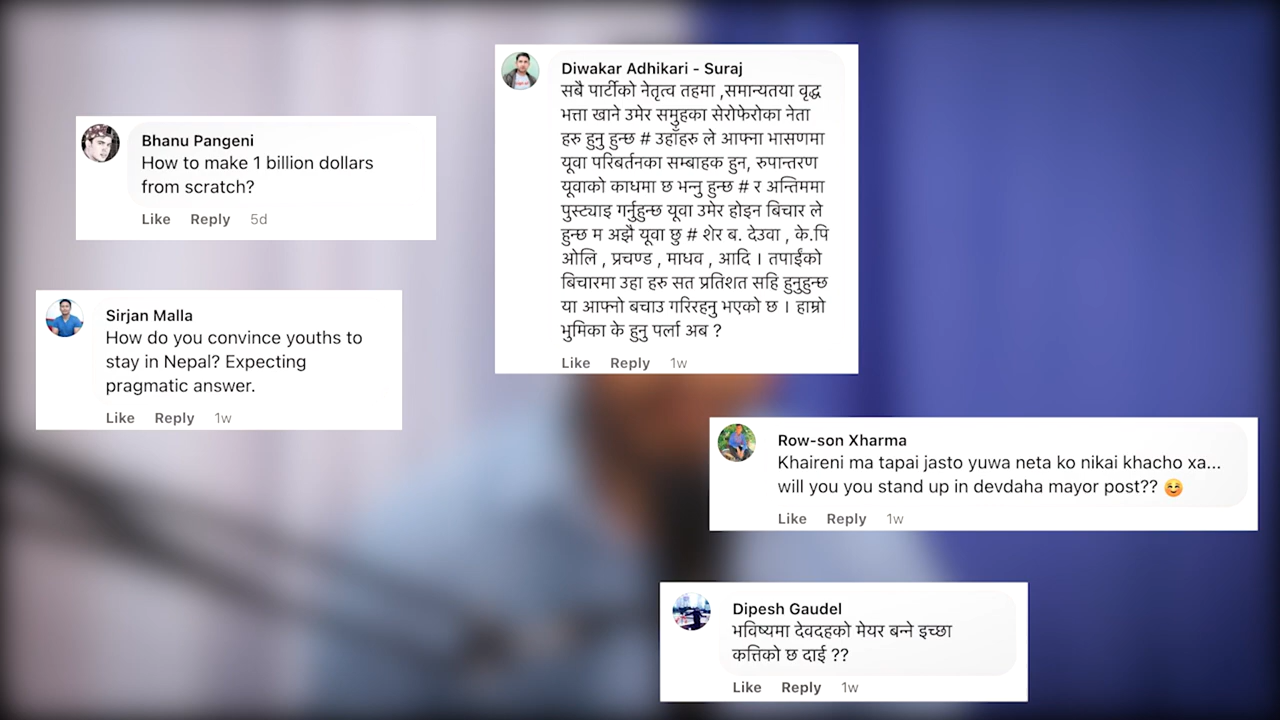 Bhanu Pangeni
How to make 1 billion dollars
from scratch?
Like Reply 5d
Sirjan Malla
How do you convince youths to
stay in Nepal? Expecting
pragmatic answer.
Like Reply 1w
Diwakar Adhikari - Suraj
सबै पार्टीको नेतृत्व तहमा ,समान्यतया वृद्ध
भत्ता खाने उमेर समुहका सेरोफेरोका नेता
हरु हुनु हुन्छ # उहाँहरु ले आफ्ना भासणमा
यूवा परिबर्तनका सम्बाहक हुन, रुपान्तरण
यूवाको काधमा छ भन्नु हुन्छ # र अन्तिममा
पुस्ट्याइ गर्नुहुन्छ यूवा उमेर होइन बिचार ले
हुन्छ म अझै यूवा छु # शेर ब. देउवा , के.पि
ओलि , प्रचण्ड , माधव , आदि । तपाईंको
बिचारमा उहा हरु सत प्रतिशत सहि हुनुहुन्छ
या आफ्नो बचाउ गरिरहनु भएको छ । हाम्रो
भुमिका के हुनु पर्ला अब ?
Like Reply 1w
Row-son Xharma
Khaireni ma tapai jasto yuwa neta ko nikai khacho xa...
will you you stand up in devdaha mayor post?? 😊
Like Reply 1w
Dipesh Gaudel
भविष्यमा देवदहको मेयर बन्ने इच्छा
कत्तिको छ दाई ??
Like Reply 1w